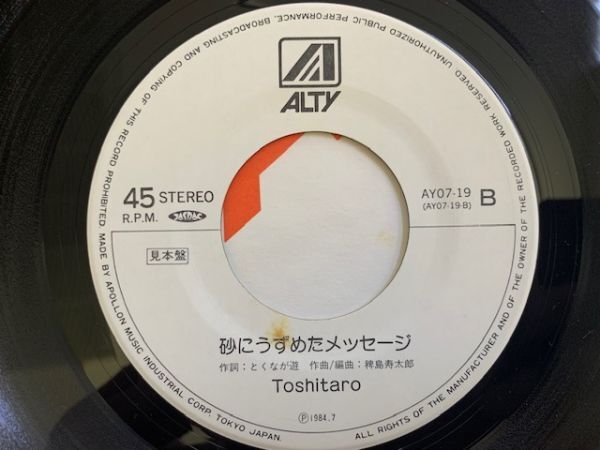 ALTY
45 STEREO
R.P.M.
JASRAC
AY07-19
(AY07-19-B)
B
見本盤
砂にうずめたメッセージ
作詞:とくなが遊 作曲/編曲:稗島寿太郎
Toshitaro
Ⓟ1984.7
MADE BY APOLLON MUSIC INDUSTRIAL CORP. TOKYO JAPAN.
ALL RIGHTS OF THE MANUFACTURER AND OF THE OWNER OF THE RECORDED WORK RESERVED UNAUTHORIZED PUBLIC PERFORMANCE, BROADCASTING AND COPYING OF THIS RECORD PROHIBITED.